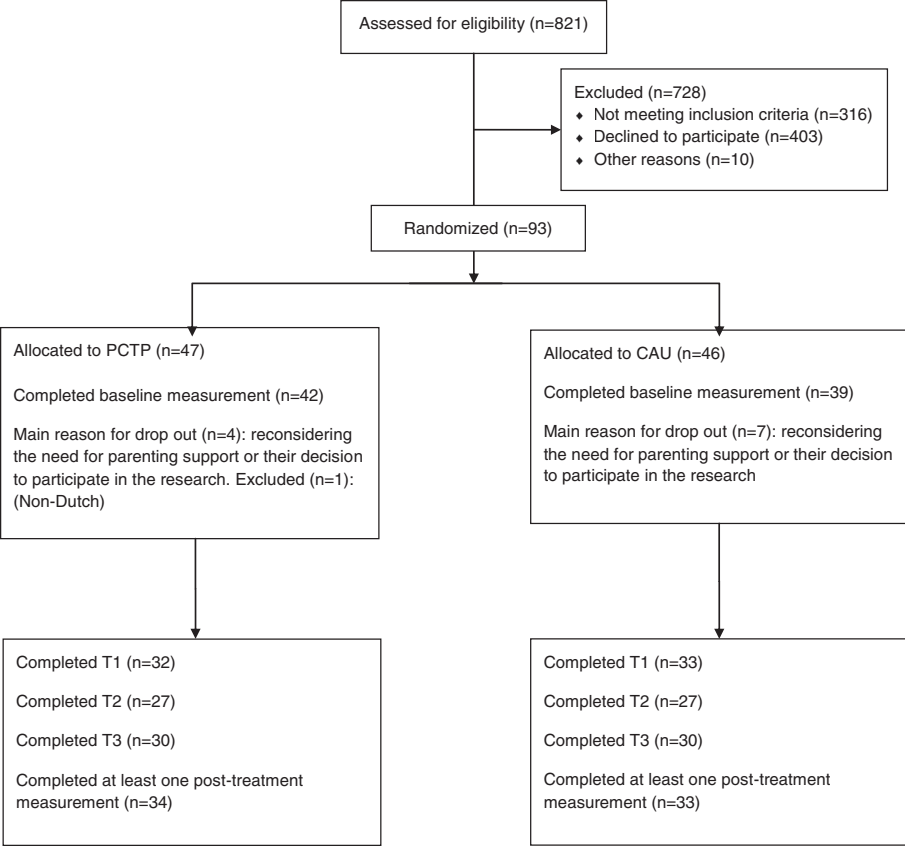 Assessed for eligibility (n=821)
Excluded (n=728)
⬧ Not meeting inclusion criteria (n=316)
⬧ Declined to participate (n=403)
⬧ Other reasons (n=10)
Randomized (n=93)
Allocated to PCTP (n=47)
Completed baseline measurement (n=42)
Main reason for drop out (n=4): reconsidering
the need for parenting support or their decision
to participate in the research. Excluded (n=1):
(Non-Dutch)
Allocated to CAU (n=46)
Completed baseline measurement (n=39)
Main reason for drop out (n=7): reconsidering
the need for parenting support or their decision
to participate in the research
Completed T1 (n=32)
Completed T2 (n=27)
Completed T3 (n=30)
Completed at least one post-treatment
measurement (n=34)
Completed T1 (n=33)
Completed T2 (n=27)
Completed T3 (n=30)
Completed at least one post-treatment
measurement (n=33)